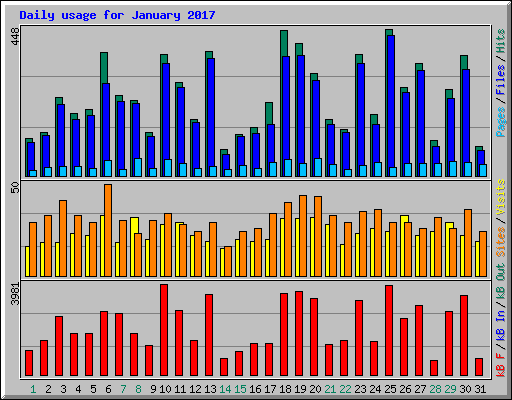 Daily usage for January 2017
448
Pages / Files / Hits
50
Sites / Visits
3981
kB F / kB In / kB Out
1 2 3 4 5 6 7 8 9 10 11 12 13 14 15 16 17 18 19 20 21 22 23 24 25 26 27 28 29 30 31